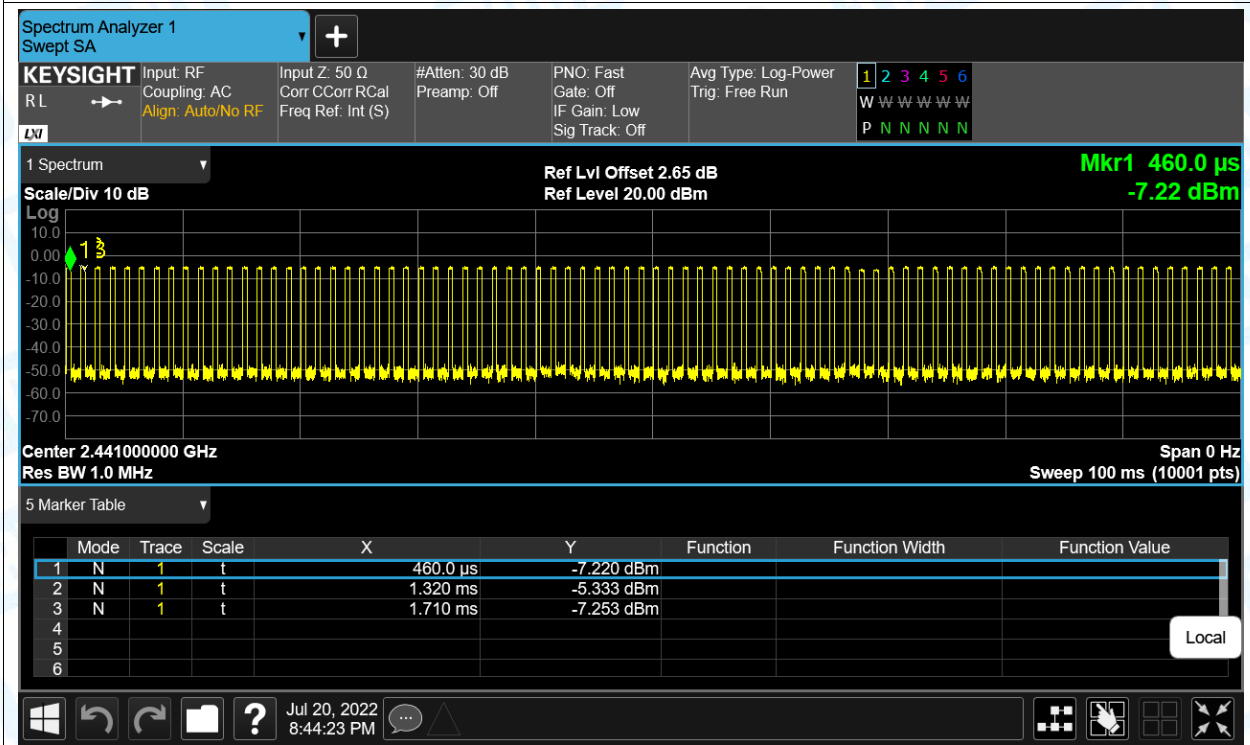 Spectrum Analyzer 1
Swept SA
KEYSIGHT
R L
LXI
Input: RF
Coupling: AC
Align: Auto/No RF
Input Z: 50 Ω
Corr CCorr RCal
Freq Ref: Int (S)
#Atten: 30 dB
Preamp: Off
PNO: Fast
Gate: Off
IF Gain: Low
Sig Track: Off
Avg Type: Log-Power
Trig: Free Run
1 2 3 4 5 6
W W W W W W
P N N N N N
1 Spectrum
Scale/Div 10 dB
Ref Lvl Offset 2.65 dB
Ref Level 20.00 dBm
Mkr1 460.0 µs
-7.22 dBm
Log
10.0
0.00
-10.0
-20.0
-30.0
-40.0
-50.0
-60.0
-70.0
1 3
Center 2.441000000 GHz
Res BW 1.0 MHz
Span 0 Hz
Sweep 100 ms (10001 pts)
5 Marker Table
Mode Trace Scale X Y Function Function Width Function Value
1 N 1 t 460.0 µs -7.220 dBm
2 N 1 t 1.320 ms -5.333 dBm
3 N 1 t 1.710 ms -7.253 dBm
4
5
6
Local
?
Jul 20, 2022
8:44:23 PM